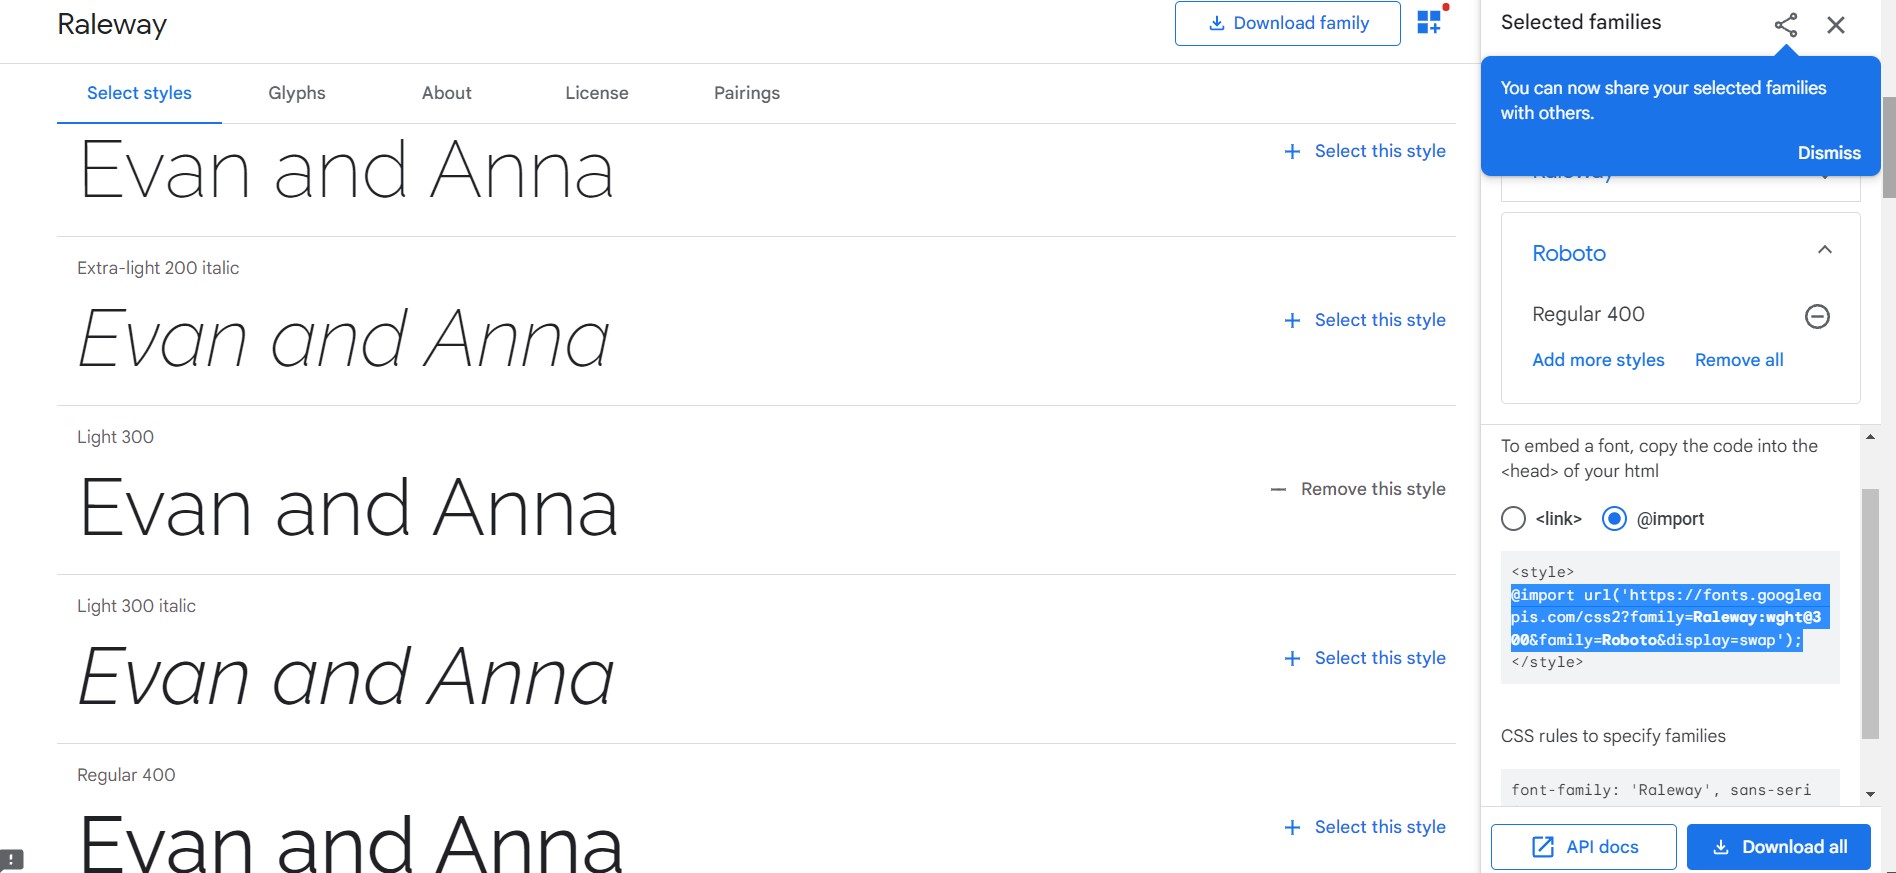 Raleway
Download family
Select styles
Glyphs
About
License
Pairings
Evan and Anna
Select this style
Extra-light 200 italic
Evan and Anna
Select this style
Light 300
Evan and Anna
Remove this style
Light 300 italic
Evan and Anna
Select this style
Regular 400
Evan and Anna
Select this style
Selected families
You can now share your selected families
with others.
Dismiss
Raleway
Roboto
Regular 400
Add more styles
Remove all
To embed a font, copy the code into the
<head> of your html
<link>
@import
<style>
@import url('https://fonts.googlea
pis.com/css2?family=Raleway:wght@3
00&family=Roboto&display=swap');
</style>
CSS rules to specify families
font-family: 'Raleway', sans-seri
API docs
Download all